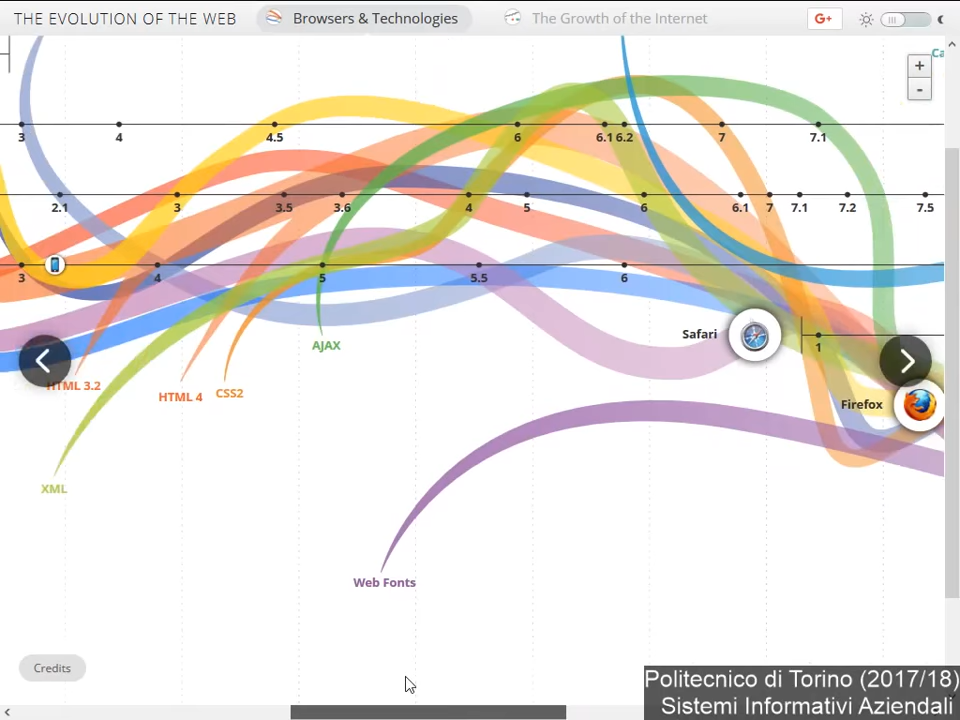 THE EVOLUTION OF THE WEB
Browsers & Technologies
The Growth of the Internet
G+
Ca
+
-
3 4 4.5 6 6.1 6.2 7 7.1
2.1 3 3.5 3.6 4 5 6 6.1 7 7.1 7.2 7.5
3 4 5 5.5 6
Safari
1
AJAX
HTML 3.2
HTML 4
CSS2
Firefox
XML
Web Fonts
Credits
Politecnico di Torino (2017/18)
Sistemi Informativi Aziendali